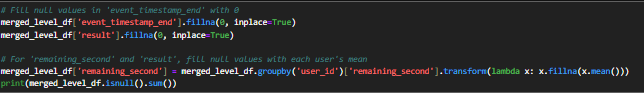 # Fill null values in 'event_timestamp_end' with 0
merged_level_df['event_timestamp_end'].fillna(0, inplace=True)
merged_level_df['result'].fillna(0, inplace=True)
# For 'remaining_second' and 'result', fill null values with each user's mean
merged_level_df['remaining_second'] = merged_level_df.groupby('user_id')['remaining_second'].transform(lambda x: x.fillna(x.mean()))
print(merged_level_df.isnull().sum())